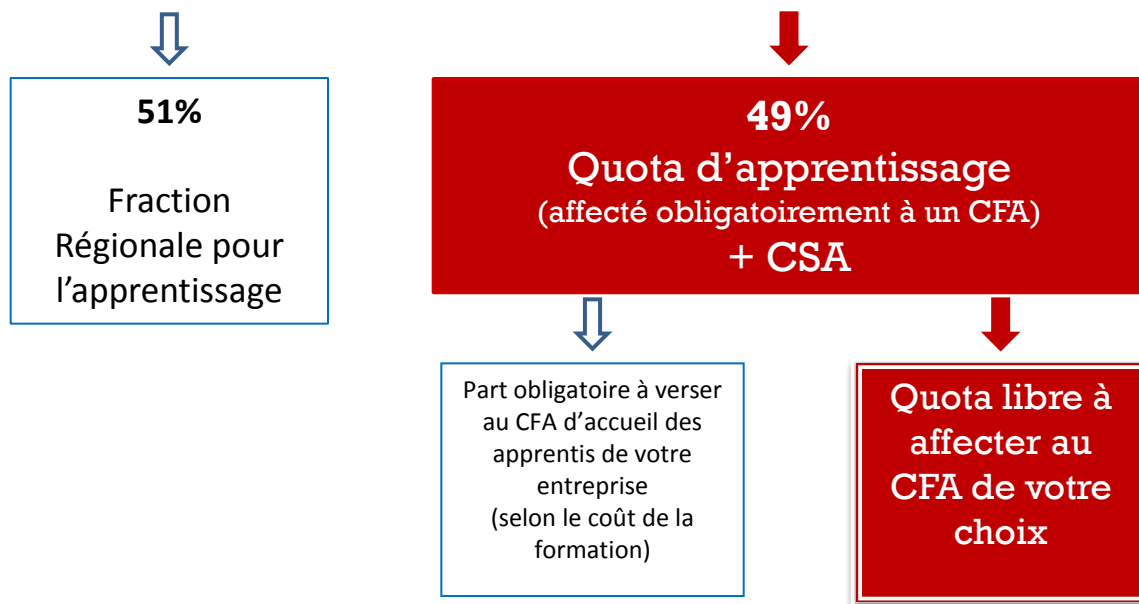 51%
Fraction
Régionale pour
l’apprentissage
49%
Quota d’apprentissage
(affecté obligatoirement à un CFA)
+ CSA
Part obligatoire à verser
au CFA d’accueil des
apprentis de votre
entreprise
(selon le coût de la
formation)
Quota libre à
affecter au
CFA de votre
choix